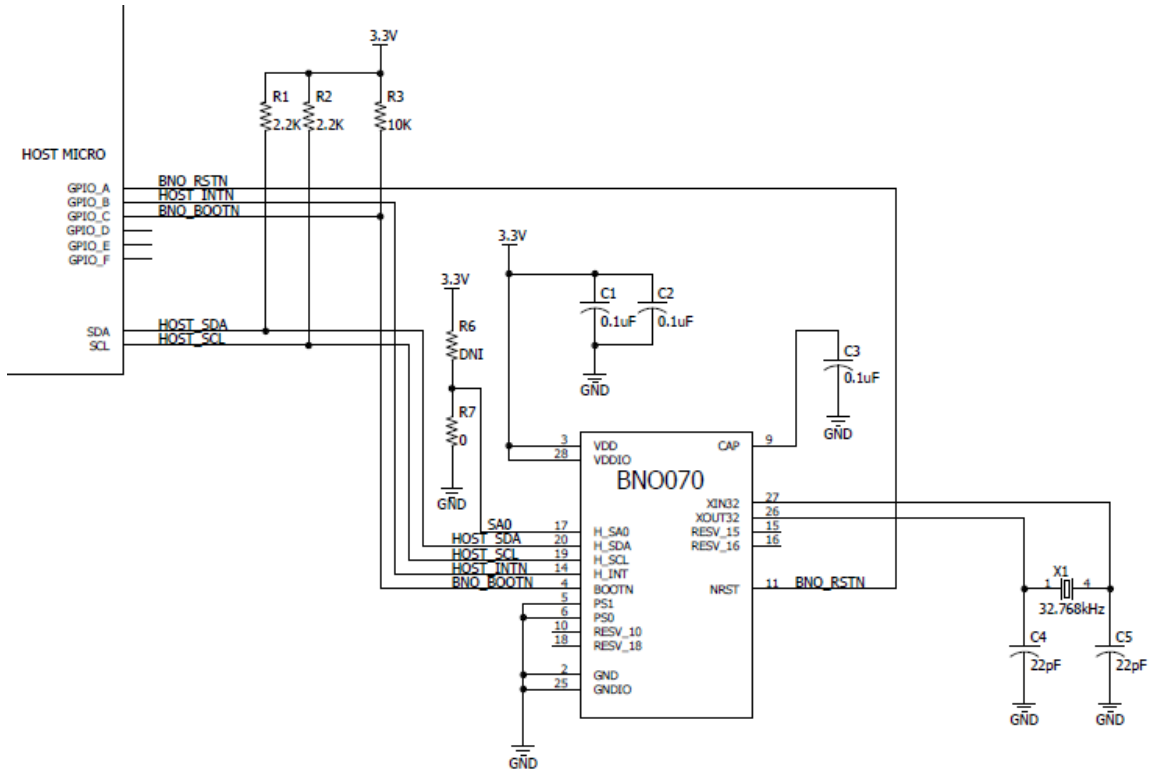 3.3V
R1
R2
R3
2.2K
2.2K
10K
HOST MICRO
GPIO_A
BNO_RSTN
GPIO_B
HOST_INTN
GPIO_C
BNO_BOOTN
GPIO_D
GPIO_E
GPIO_F
3.3V
3.3V
C1
C2
0.1uF
0.1uF
GND
SDA
HOST_SDA
SCL
HOST_SCL
R6
DNI
C3
0.1uF
GND
R7
0
GND
3
VDD
CAP
9
28
VDDIO
BNO070
XIN32
27
XOUT32
26
SA0
17
H_SA0
RESV_15
15
HOST_SDA
20
H_SDA
RESV_16
16
HOST_SCL
19
H_SCL
HOST_INTN
14
H_INT
BNO_BOOTN
4
BOOTN
NRST
11
BNO_RSTN
5
PS1
6
PS0
10
RESV_10
18
RESV_18
2
GND
25
GNDIO
GND
X1
1
4
32.768kHz
C4
22pF
C5
22pF
GND
GND